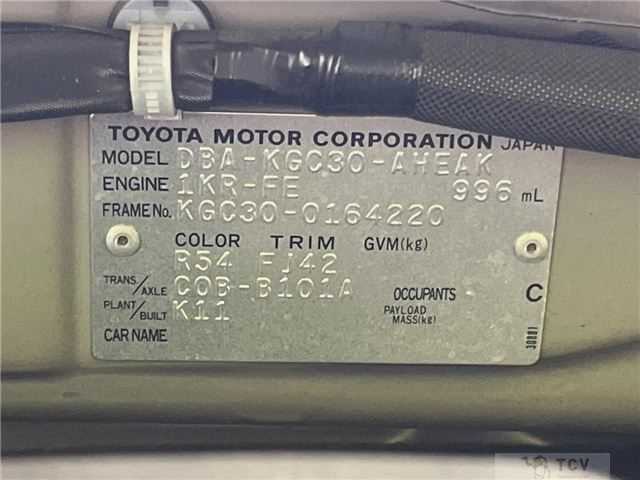 TOYOTA MOTOR CORPORATION JAPAN
MODEL DBA-KGC30-AHEAK
ENGINE 1KR-FE 996 mL
FRAME No. KGC30-0164220
COLOR TRIM GVM(kg)
R54 FJ42
TRANS./AXLE C0B-B101A OCCUPANTS C
PLANT/BUILT K11 PAYLOAD MASS(kg)
CAR NAME
30881
TCV